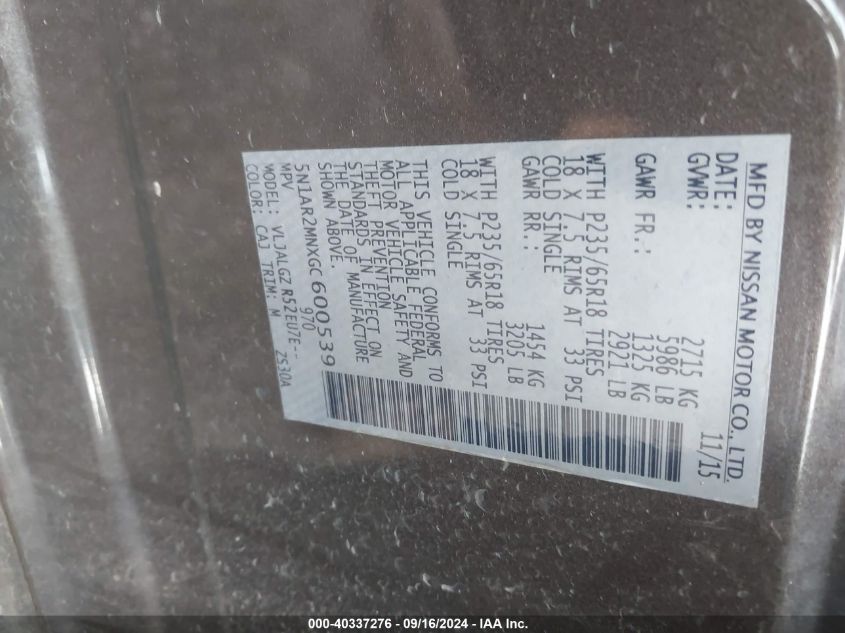 MFD BY NISSAN MOTOR CO., LTD.
DATE: 11/15
GVWR: 2715 KG
5986 LB
GAWR FR.: 1325 KG
2921 LB
WITH P235/65R18 TIRES
18 X 7.5 RIMS AT 33 PSI
COLD SINGLE
GAWR RR.: 1454 KG
3205 LB
WITH P235/65R18 TIRES
18 X 7.5 RIMS AT 33 PSI
COLD SINGLE
THIS VEHICLE CONFORMS TO
ALL APPLICABLE FEDERAL
MOTOR VEHICLE SAFETY AND
THEFT PREVENTION
STANDARDS IN EFFECT ON
THE DATE OF MANUFACTURE
SHOWN ABOVE.
5N1AR2MNXGC600539
MPV 970
MODEL: VLJALGZ R52EU7E--
COLOR: CAJ TRIM: M ZS30A
000-40337276 - 09/16/2024 - IAA Inc.